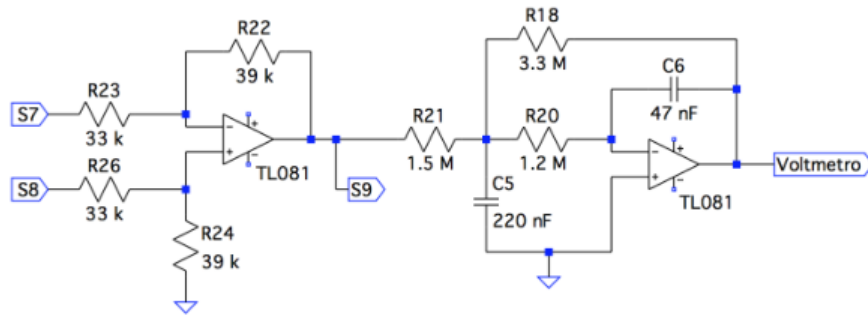 R22
39 k
R23
S7
33 k
R26
S8
33 k
R24
39 k
−
+
+
−
TL081
S9
R21
1.5 M
R18
3.3 M
R20
1.2 M
C5
220 nF
C6
47 nF
−
+
+
−
TL081
Voltmetro